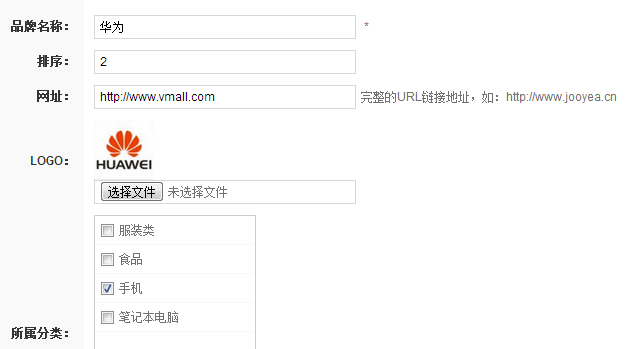 品牌名称： 华为 *
排序： 2
网址： http://www.vmall.com 完整的URL链接地址，如：http://www.jooyea.cn
HUAWEI
LOGO：
选择文件 未选择文件
服装类
食品
手机
笔记本电脑
所属分类：